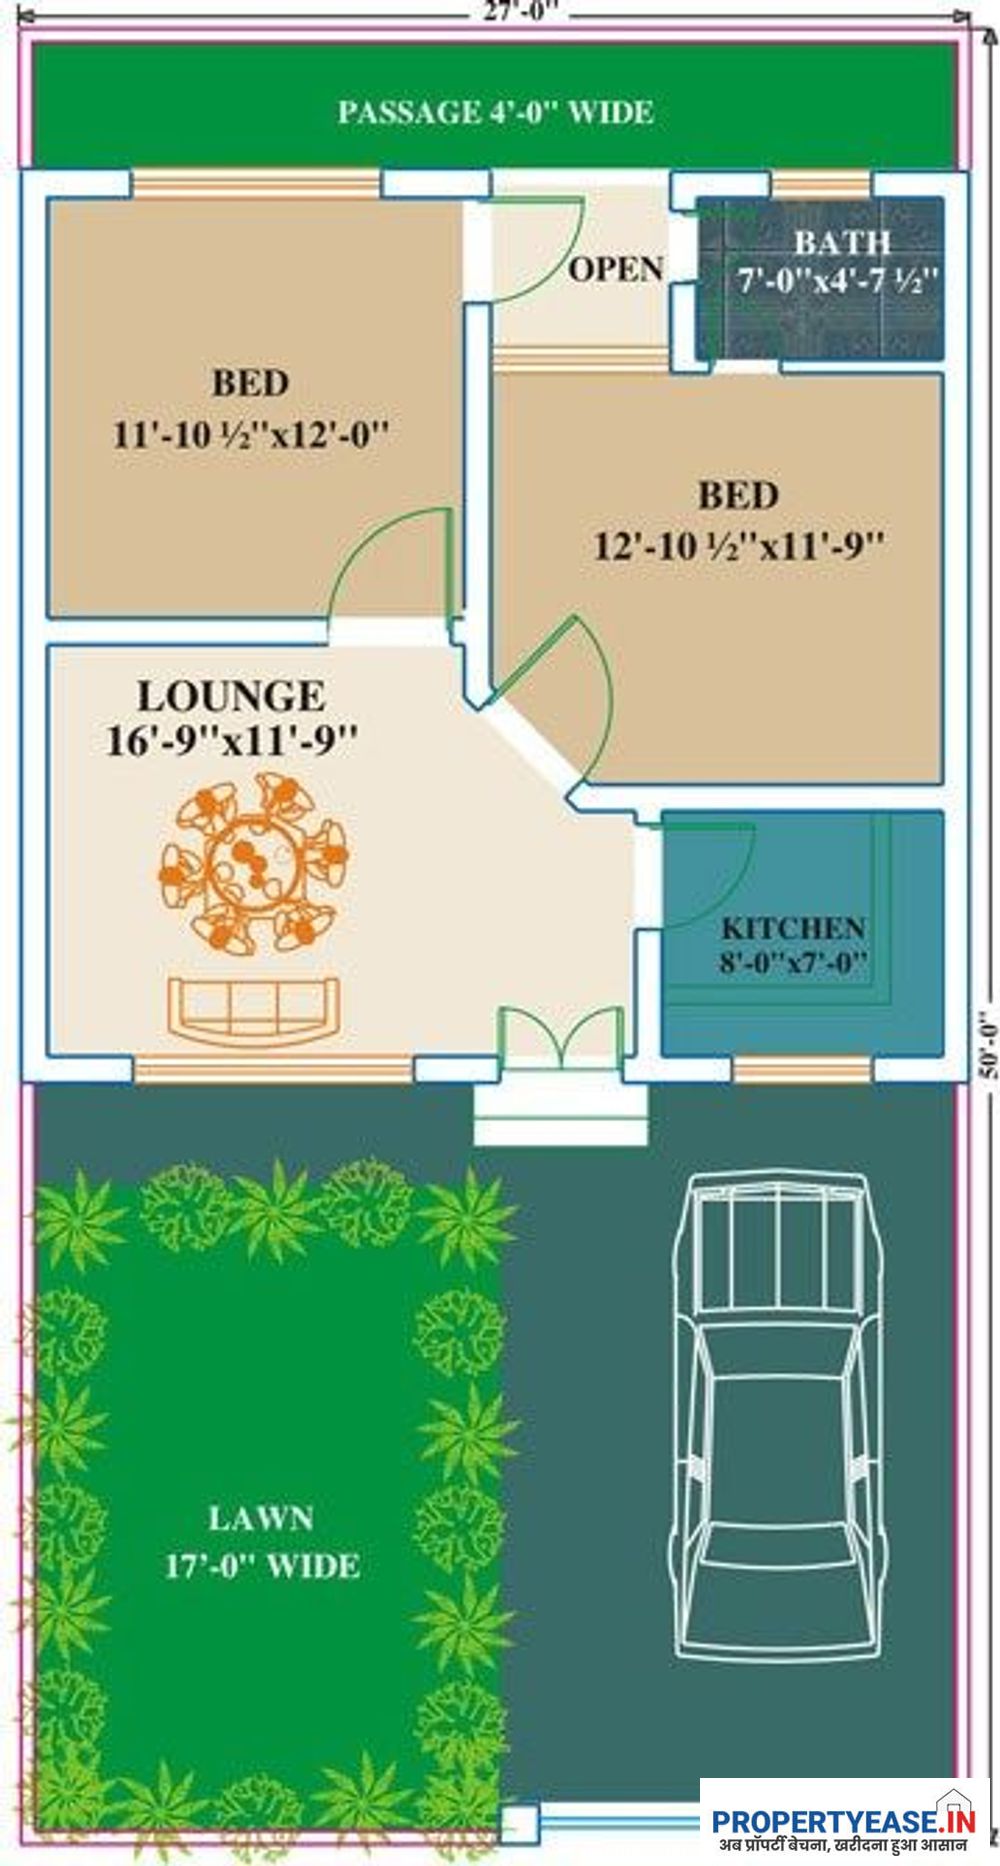 27'-0"
PASSAGE 4'-0" WIDE
OPEN
BATH
7'-0"x4'-7 ½"
BED
11'-10 ½"x12'-0"
BED
12'-10 ½"x11'-9"
LOUNGE
16'-9"x11'-9"
KITCHEN
8'-0"x7'-0"
50'-0"
LAWN
17'-0" WIDE
PROPERTYEASE.IN
अब प्रॉपर्टी बेचना, खरीदना हुआ आसान